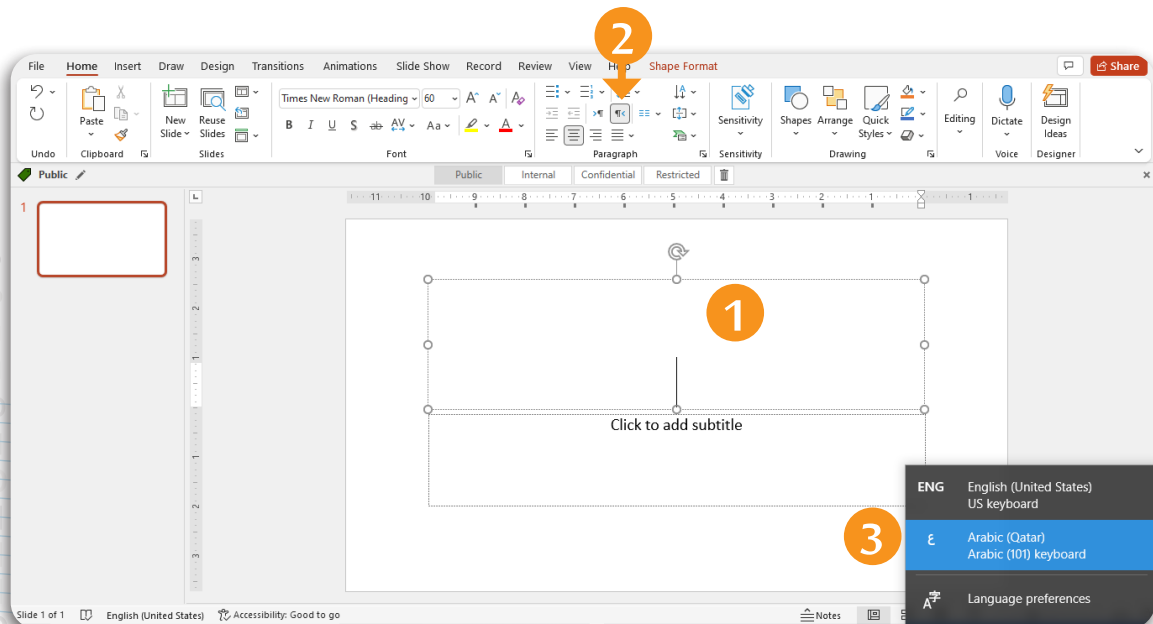 2
File Home Insert Draw Design Transitions Animations Slide Show Record Review View Shape Format Share
Times New Roman (Heading 60 A A A
Paste
New Slide
Reuse Slides
B I U S ab AV Aa A
Sensitivity
Shapes Arrange Quick Styles
Editing
Dictate
Design Ideas
Undo Clipboard Slides Font Paragraph Sensitivity Drawing Voice Designer
Public Public Internal Confidential Restricted
11 10 9 8 7 6 5 4 3 2 1 1
1
3
2
1
1
2
3
1
Click to add subtitle
ENG English (United States)
US keyboard
3
ع Arabic (Qatar)
Arabic (101) keyboard
A字 Language preferences
Slide 1 of 1 English (United States) Accessibility: Good to go Notes